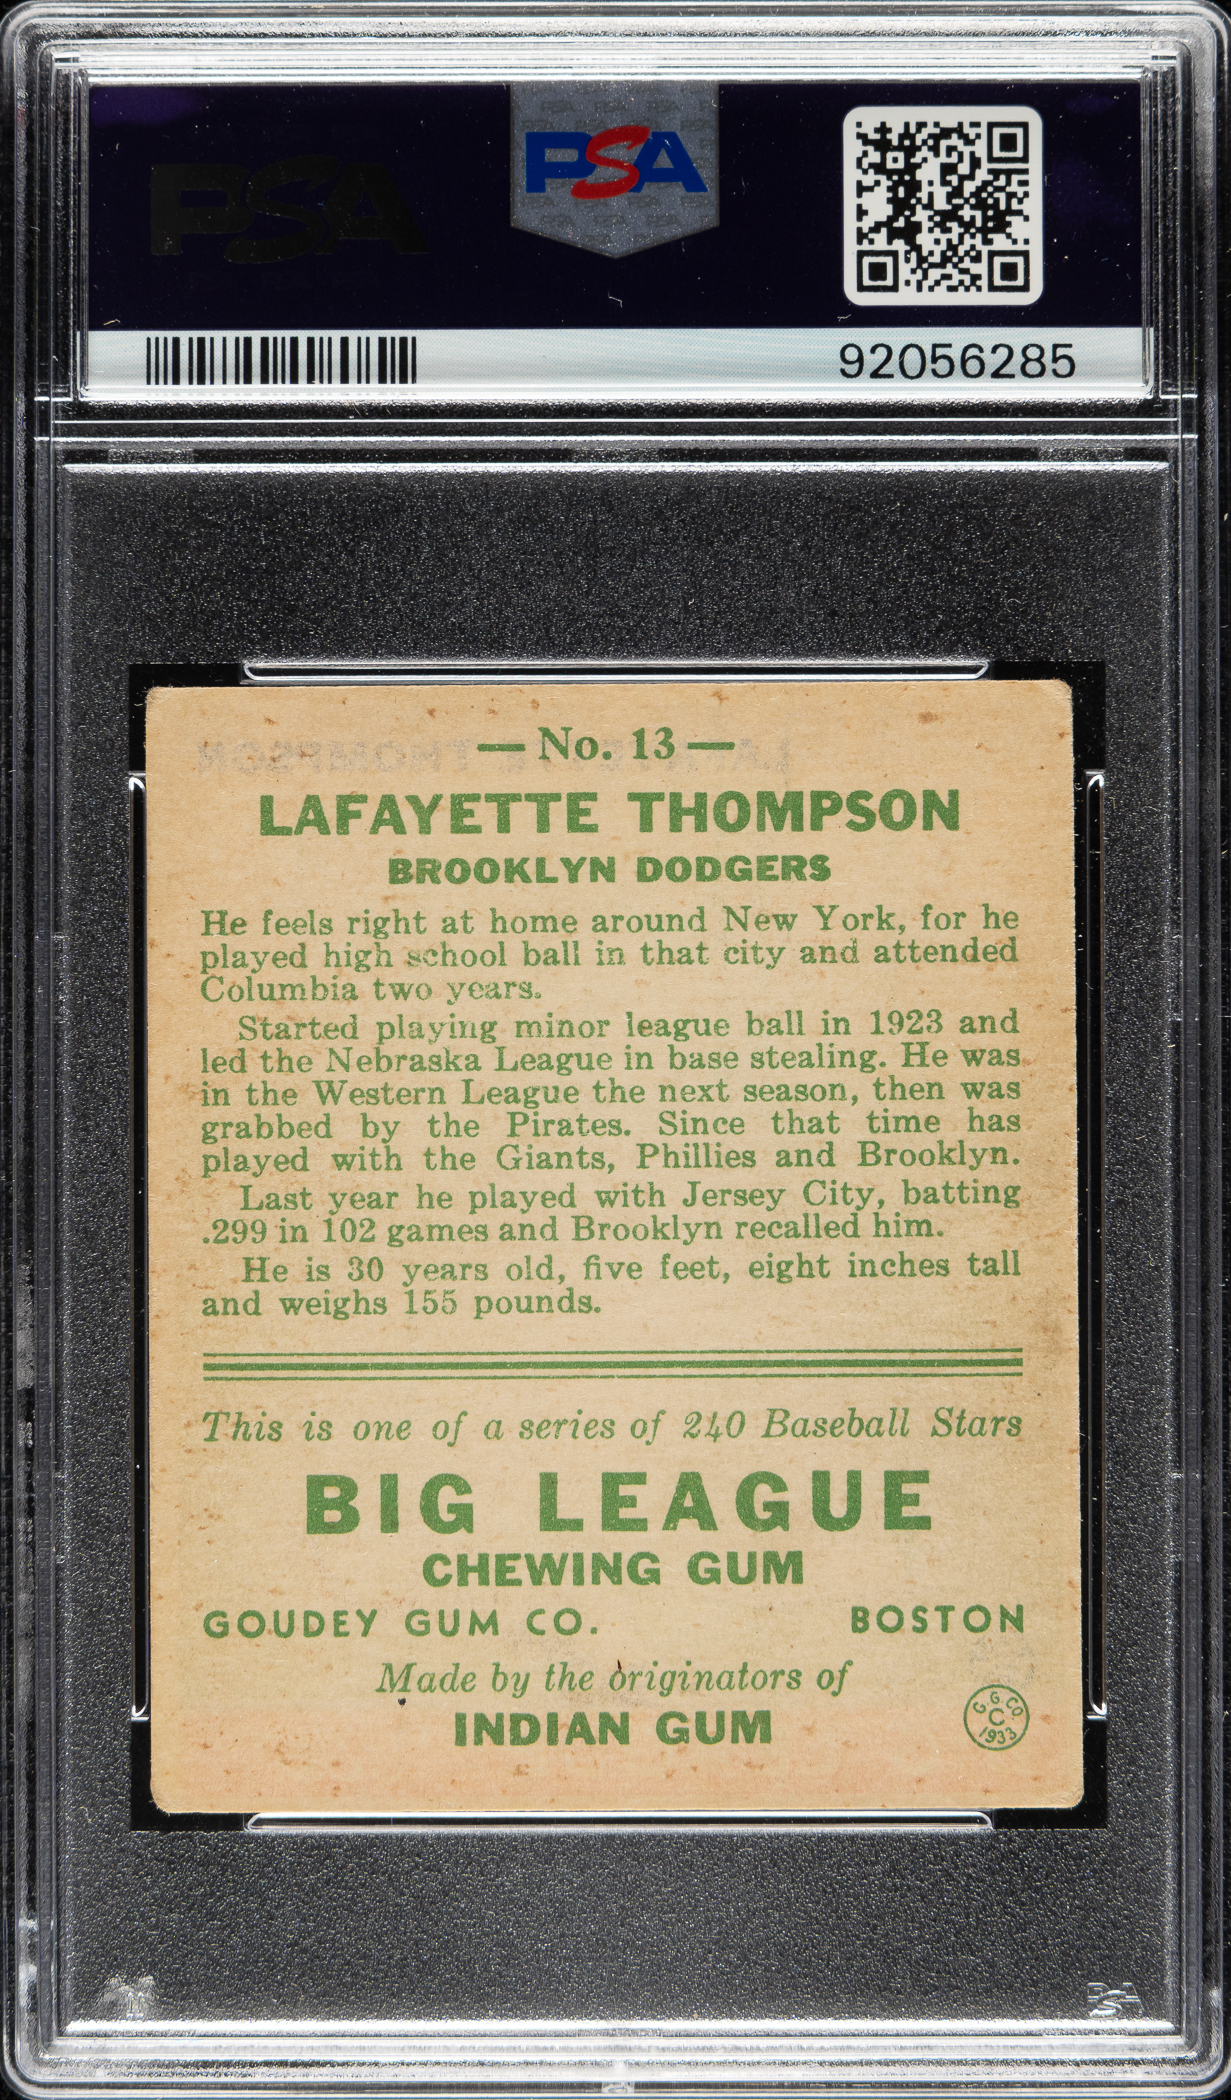 PSA
PSA
92056285
— No. 13 —
LAFAYETTE THOMPSON
BROOKLYN DODGERS
He feels right at home around New York, for he
played high school ball in that city and attended
Columbia two years.
Started playing minor league ball in 1923 and
led the Nebraska League in base stealing. He was
in the Western League the next season, then was
grabbed by the Pirates. Since that time has
played with the Giants, Phillies and Brooklyn.
Last year he played with Jersey City, batting
.299 in 102 games and Brooklyn recalled him.
He is 30 years old, five feet, eight inches tall
and weighs 155 pounds.
This is one of a series of 240 Baseball Stars
BIG LEAGUE
CHEWING GUM
GOUDEY GUM CO. BOSTON
Made by the originators of
INDIAN GUM
G. G. CO.
C
1933
PSA